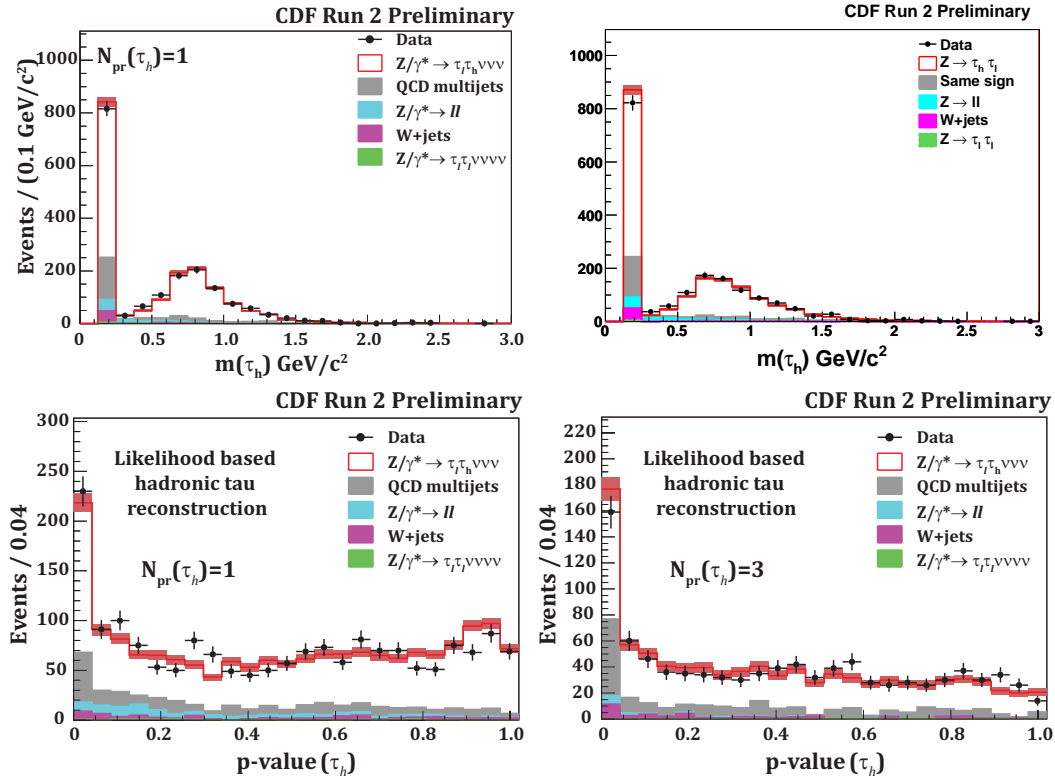 CDF Run 2 Preliminary
N_pr(τ_h)=1
Data
Z/γ*→ τ_lτ_hννν
QCD multijets
Z/γ*→ ll
W+jets
Z/γ*→ τ_lτ_lνννν
Events / (0.1 GeV/c²)
1000
800
600
400
200
0
0 0.5 1.0 1.5 2.0 2.5 3.0
m(τ_h) GeV/c²
CDF Run 2 Preliminary
Data
Z→ τ_h τ_l
Same sign
Z→ ll
W+jets
Z→ τ_l τ_l
1000
800
600
400
200
0
0.5 1 1.5 2 2.5 3
m(τ_h) GeV/c²
CDF Run 2 Preliminary
Likelihood based
hadronic tau
reconstruction
N_pr(τ_h)=1
Data
Z/γ*→ τ_lτ_hννν
QCD multijets
Z/γ*→ ll
W+jets
Z/γ*→ τ_lτ_lνννν
Events / 0.04
300
250
200
150
100
50
0
0.0 0.2 0.4 0.6 0.8 1.0
p-value (τ_h)
CDF Run 2 Preliminary
Likelihood based
hadronic tau
reconstruction
N_pr(τ_h)=3
Data
Z/γ*→ τ_lτ_hννν
QCD multijets
Z/γ*→ ll
W+jets
Z/γ*→ τ_lτ_lνννν
Events / 0.04
220
200
180
160
140
120
100
80
60
40
20
0
0.0 0.2 0.4 0.6 0.8 1.0
p-value (τ_h)